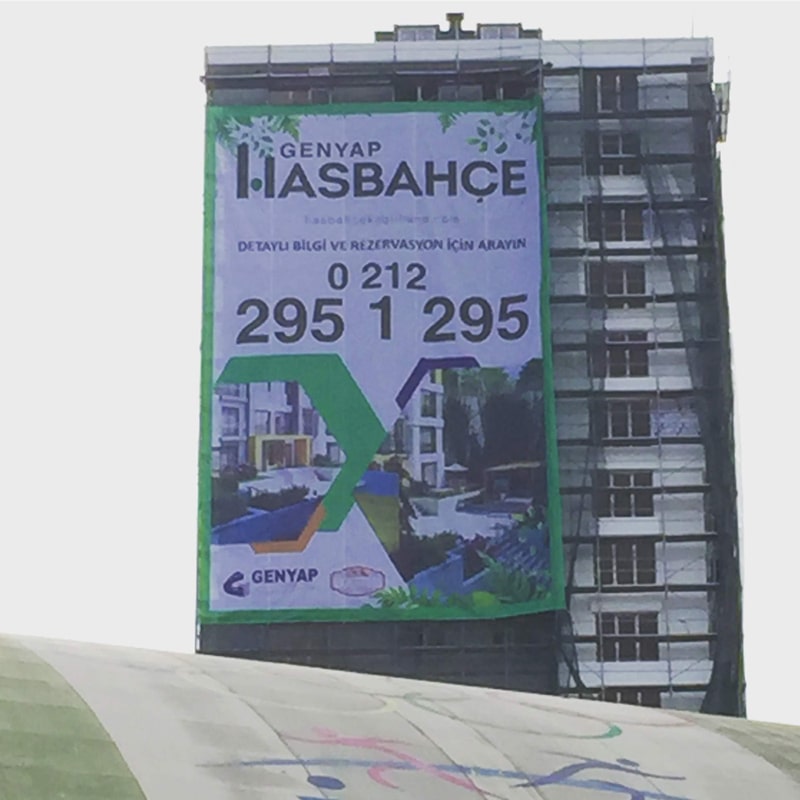 GENYAP
HASBAHÇE
DETAYLI BİLGİ VE REZERVASYON İÇİN ARAYIN
0 212
295 1 295
GENYAP